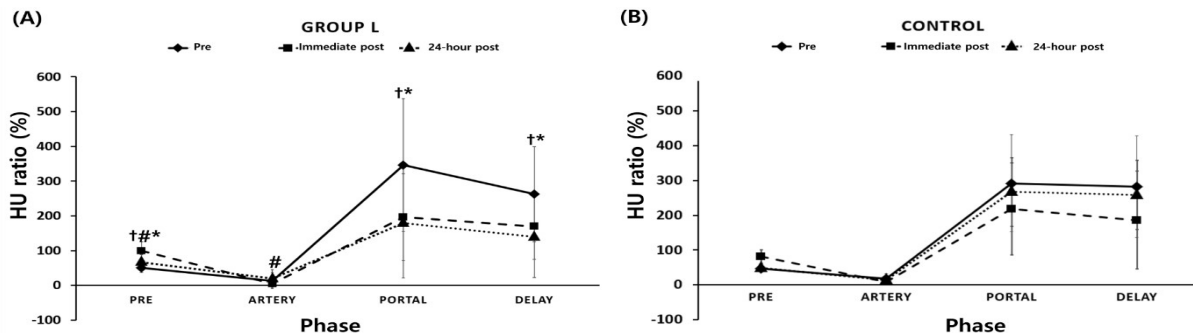 (A)
GROUP L
Pre
Immediate post
24-hour post
HU ratio (%)
600
500
400
300
200
100
0
-100
†#*
#
†*
†*
PRE
ARTERY
PORTAL
DELAY
Phase
(B)
CONTROL
Pre
Immediate post
24-hour post
HU ratio (%)
600
500
400
300
200
100
0
-100
PRE
ARTERY
PORTAL
DELAY
Phase